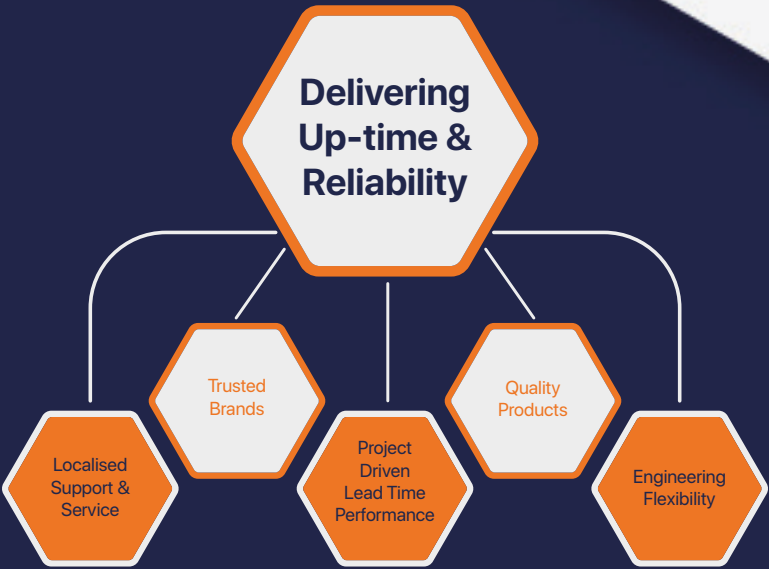 Delivering
Up-time &
Reliability
Trusted
Brands
Quality
Products
Localised
Support &
Service
Project
Driven
Lead Time
Performance
Engineering
Flexibility